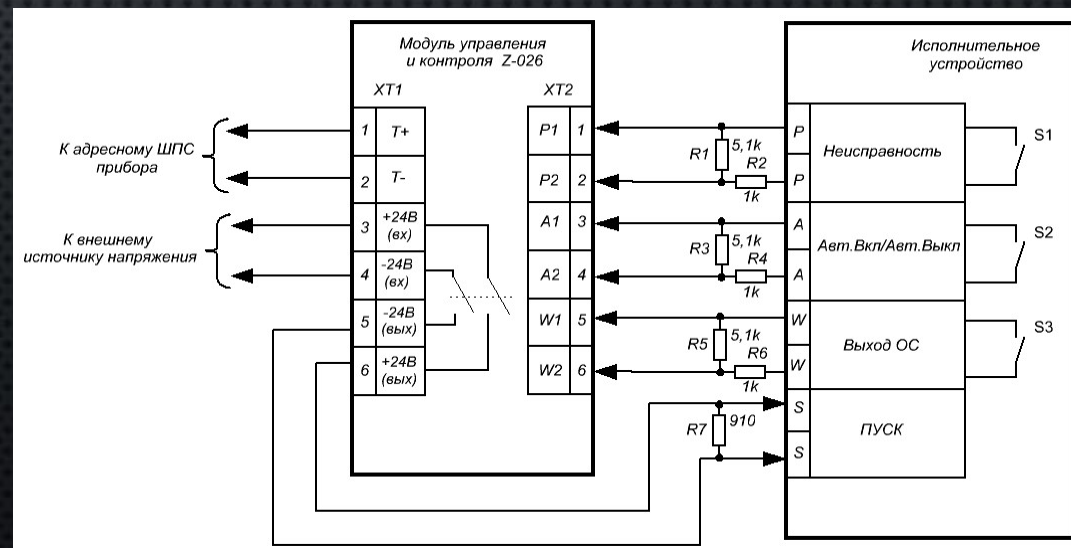 Модуль управления
и контроля Z-026
XT1
XT2
К адресному ШПС
прибора
К внешнему
источнику напряжения
1 T+
2 T-
3 +24В
(вх)
4 -24В
(вх)
5 -24В
(вых)
6 +24В
(вых)
P1 1
P2 2
A1 3
A2 4
W1 5
W2 6
R1 5,1k
R2
1k
R3 5,1k
R4
1k
R5 5,1k
R6
1k
R7 910
Исполнительное
устройство
P
P
Неисправность
S1
A
A
Авт.Вкл/Авт.Выкл
S2
W
W
Выход ОС
S3
S
S
ПУСК